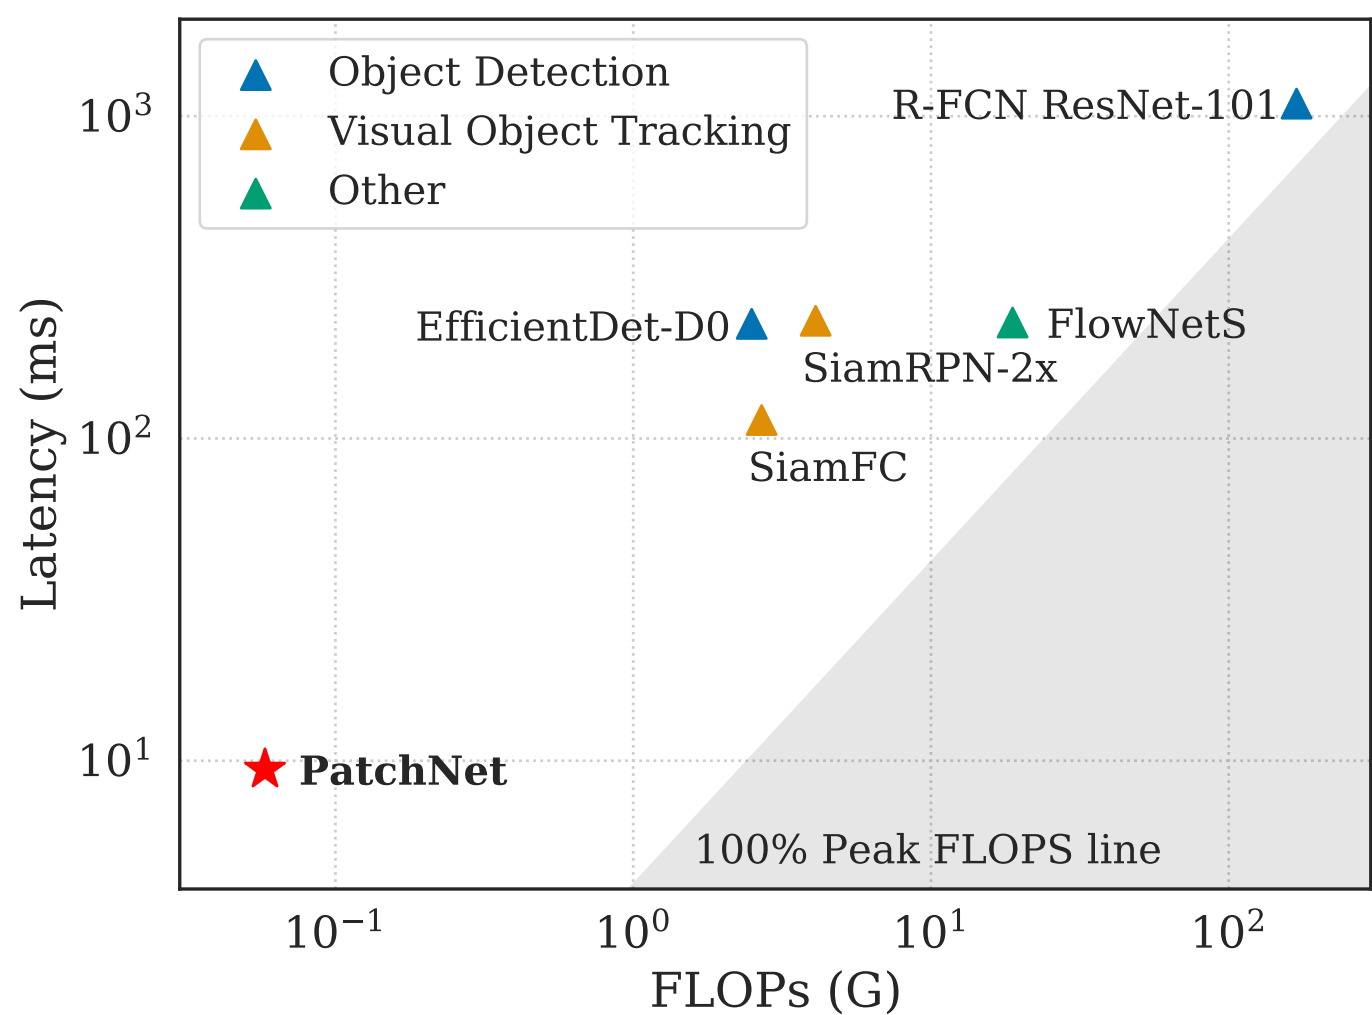 Object Detection
Visual Object Tracking
Other
R-FCN ResNet-101
EfficientDet-D0
FlowNetS
SiamRPN-2x
SiamFC
PatchNet
100% Peak FLOPS line
Latency (ms)
10³
10²
10¹
10⁻¹ 10⁰ 10¹ 10²
FLOPs (G)